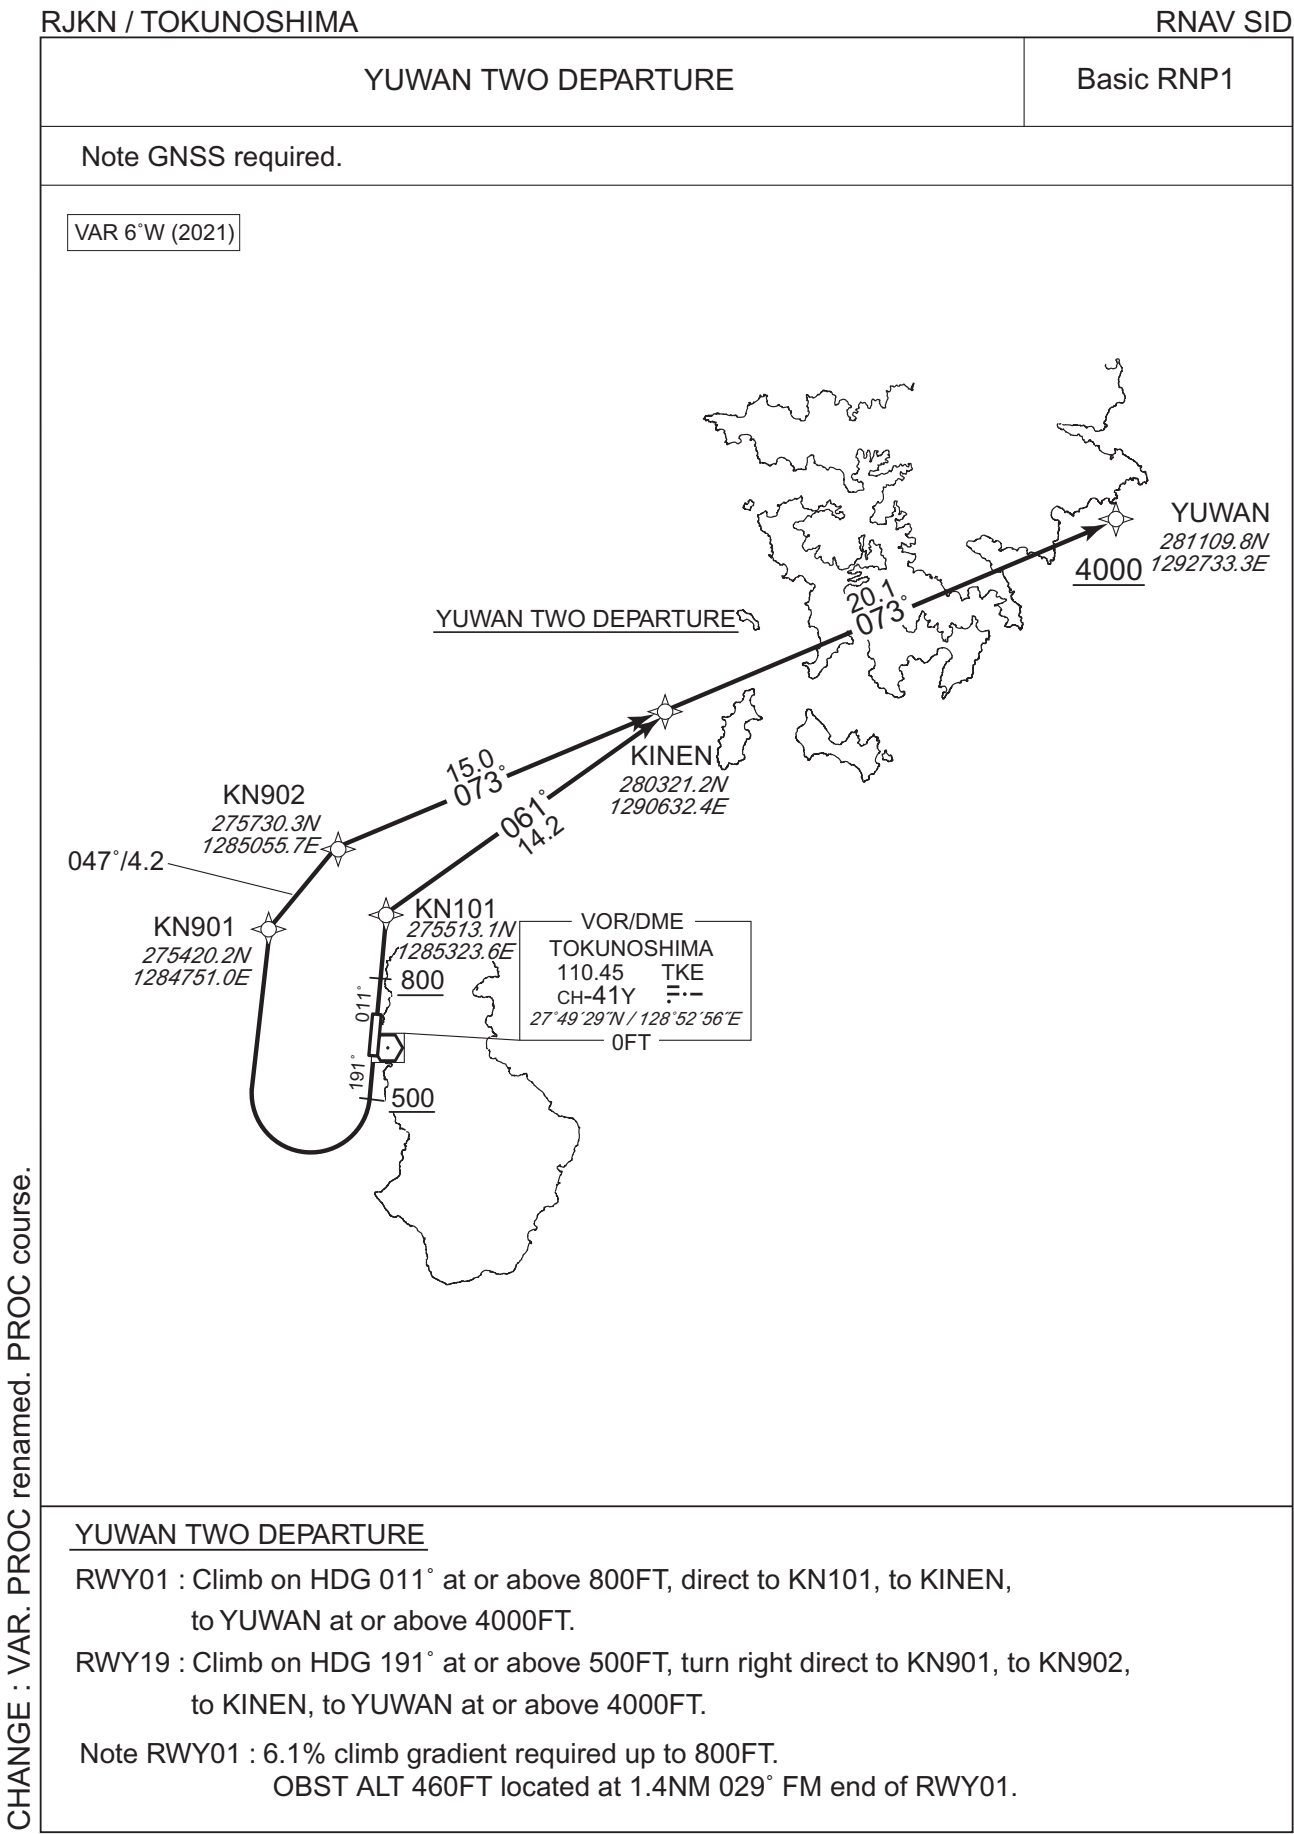 RJKN / TOKUNOSHIMA
RNAV SID
YUWAN TWO DEPARTURE
Basic RNP1
Note GNSS required.
VAR 6˚W (2021)
YUWAN
281109.8N
1292733.3E
4000
20.1
073˚
YUWAN TWO DEPARTURE
KINEN
280321.2N
1290632.4E
15.0
073˚
061˚
14.2
KN902
275730.3N
1285055.7E
047˚/4.2
KN901
275420.2N
1284751.0E
KN101
275513.1N
1285323.6E
800
011˚
191˚
500
VOR/DME
TOKUNOSHIMA
110.45 TKE
CH-41Y
27˚49´29˝N / 128˚52´56˝E
0FT
YUWAN TWO DEPARTURE
RWY01 : Climb on HDG 011˚ at or above 800FT, direct to KN101, to KINEN,
to YUWAN at or above 4000FT.
RWY19 : Climb on HDG 191˚ at or above 500FT, turn right direct to KN901, to KN902,
to KINEN, to YUWAN at or above 4000FT.
Note RWY01 : 6.1% climb gradient required up to 800FT.
OBST ALT 460FT located at 1.4NM 029˚ FM end of RWY01.
CHANGE : VAR. PROC renamed. PROC course.